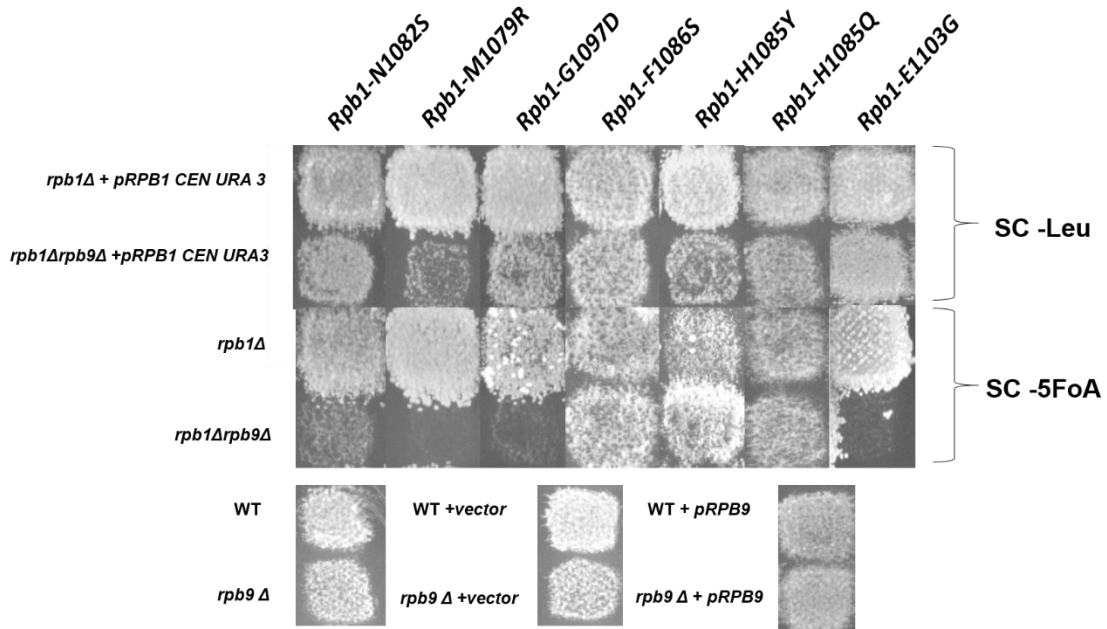 Rpb1-N1082S
Rpb1-M1079R
Rpb1-G1097D
Rpb1-F1086S
Rpb1-H1085Y
Rpb1-H1085Q
Rpb1-E1103G
rpb1Δ + pRPB1 CEN URA 3
rpb1Δrpb9Δ +pRPB1 CEN URA3
SC -Leu
rpb1Δ
rpb1Δrpb9Δ
SC -5FoA
WT
WT +vector
WT + pRPB9
rpb9 Δ
rpb9 Δ +vector
rpb9 Δ + pRPB9